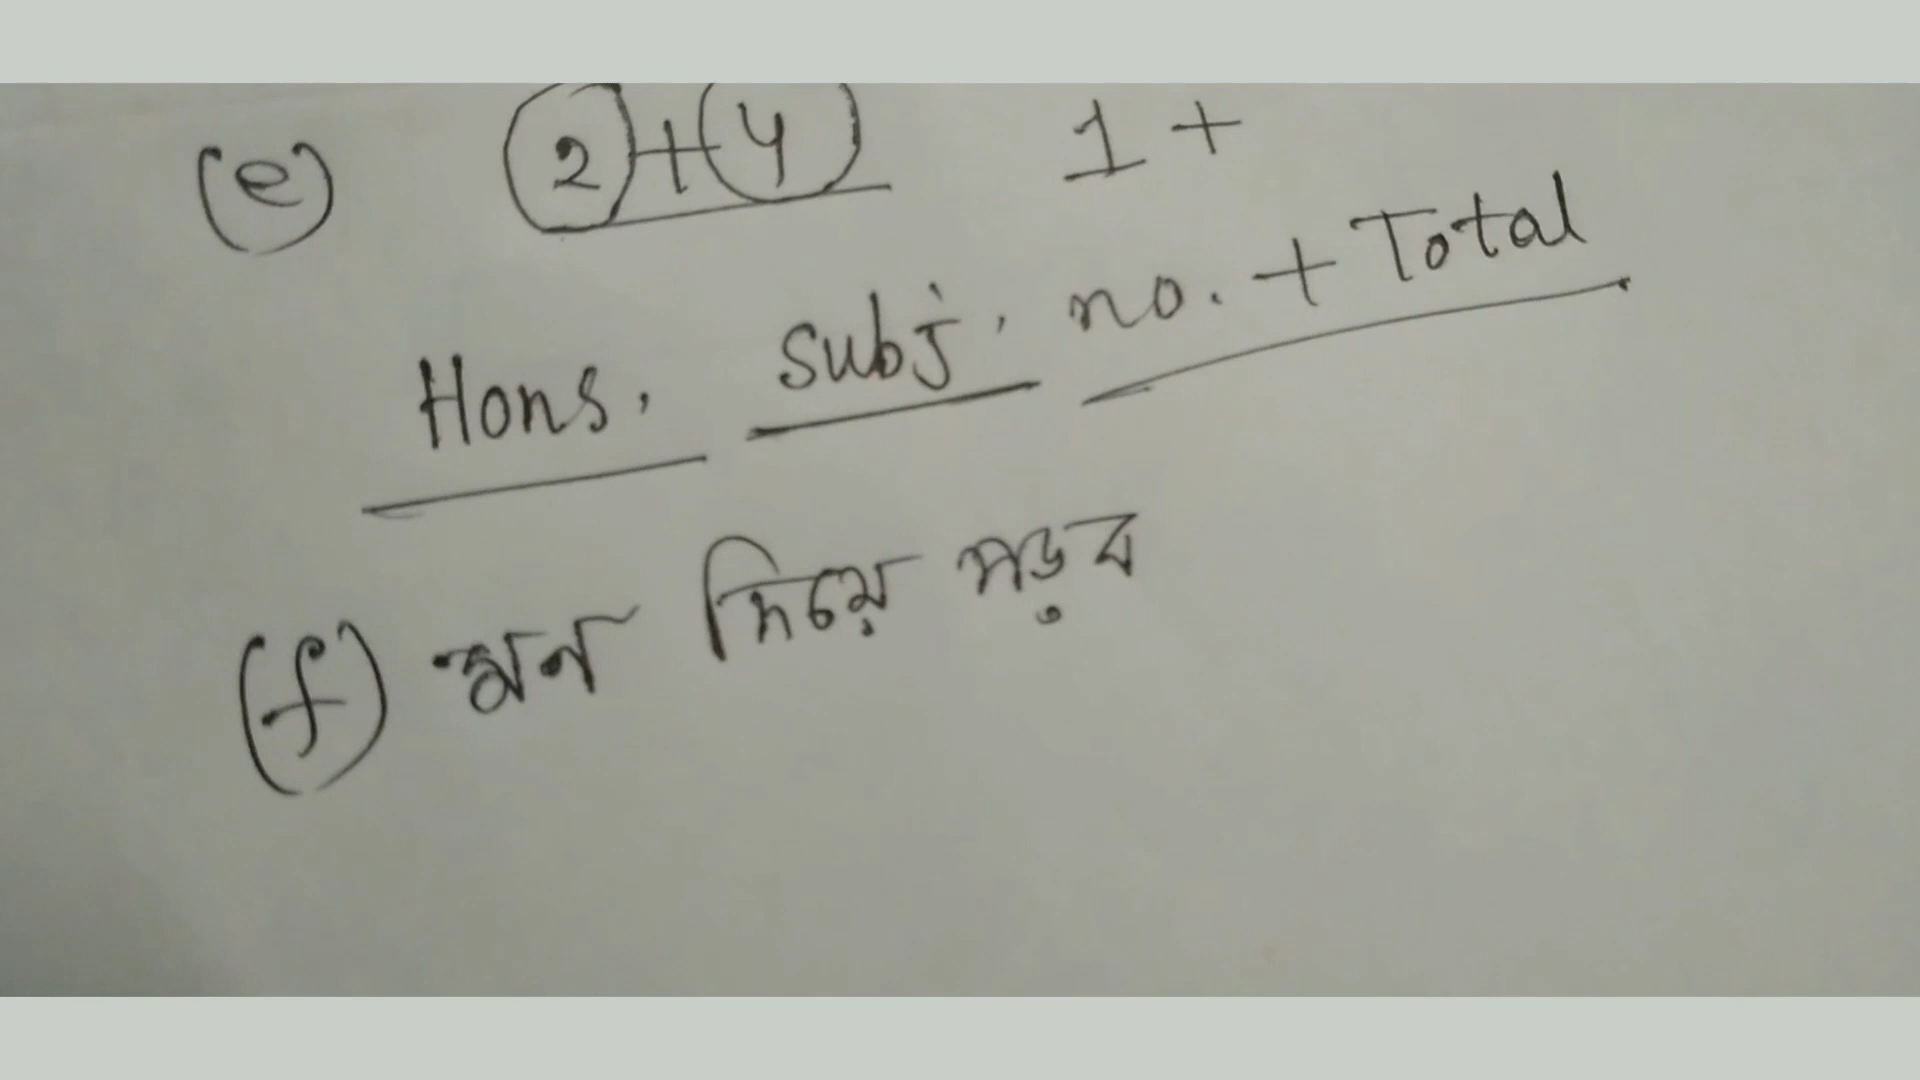 (e) 2+4 1+
Hons. subj. no. + Total
(f) মন দিয়ে পড়ব